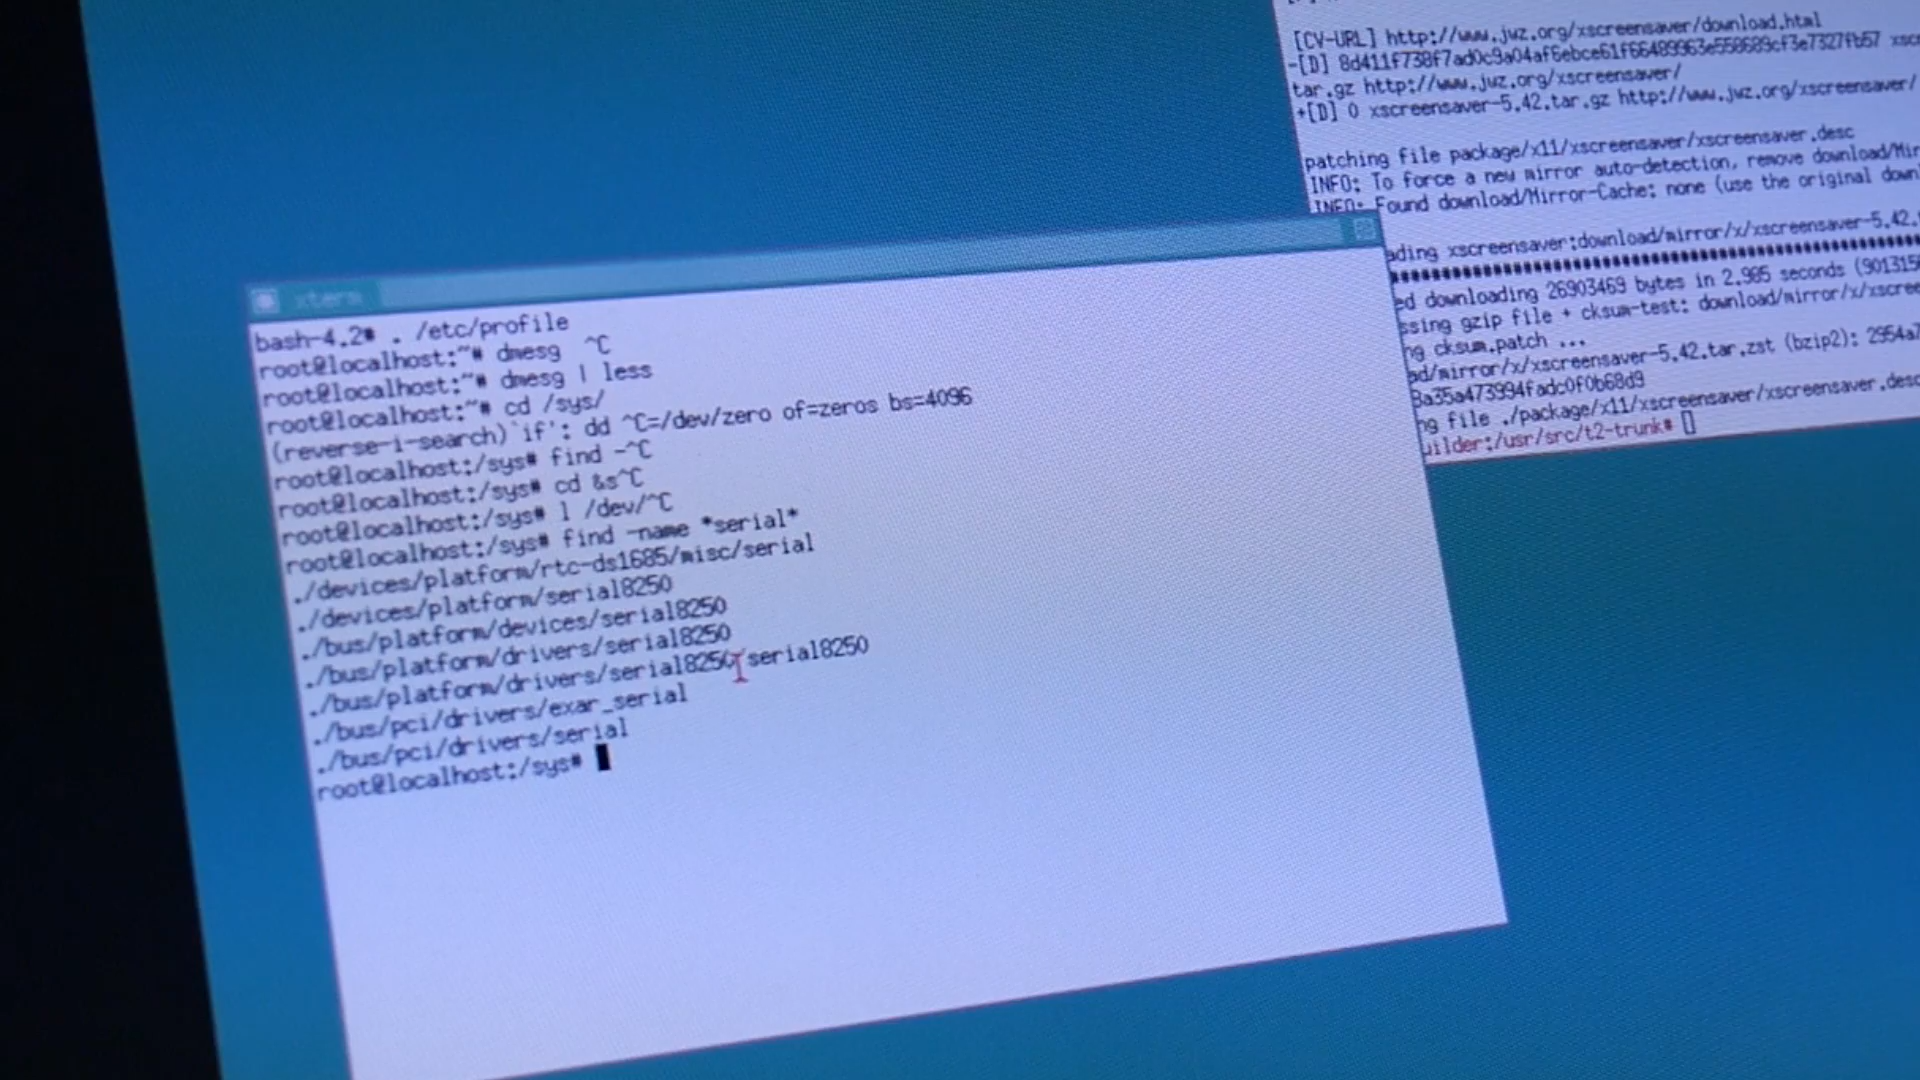 xterm
bash-4.2# . /etc/profile
root@localhost:~# dmesg  ^C
root@localhost:~# dmesg | less
root@localhost:~# cd /sys/
(reverse-i-search)`if': dd ^C=/dev/zero of=zeros bs=4096
root@localhost:/sys# find -^C
root@localhost:/sys# cd &s^C
root@localhost:/sys# l /dev/^C
root@localhost:/sys# find -name *serial*
./devices/platform/rtc-ds1685/misc/serial
./devices/platform/serial8250
./bus/platform/devices/serial8250
./bus/platform/drivers/serial8250
./bus/platform/drivers/serial8250/serial8250
./bus/pci/drivers/exar_serial
./bus/pci/drivers/serial
root@localhost:/sys#
[CV-URL] http://www.jwz.org/xscreensaver/download.html
-[D]
tar.gz http://www.jwz.org/xscreensaver/
+[D] 0 xscreensaver-5.42.tar.gz http://www.jwz.org/xscreensaver/
patching file package/x11/xscreensaver/xscreensaver.desc
INFO: To force a new mirror auto-detection, remove download/Mir
INFO: Found download/Mirror-Cache: none (use the original down
ading xscreensaver:download/mirror/x/xscreensaver-5.42.
ed downloading 26903469 bytes in 2.985 seconds
ssing gzip file + cksum-test: download/mirror/x/xscree
ng cksum.patch ...
ad/mirror/x/xscreensaver-5.42.tar.zst (bzip2): 2954a7
8a35a473994fadc0f0b68d9
ng file ./package/x11/xscreensaver/xscreensaver.desc
uilder:/usr/src/t2-trunk#